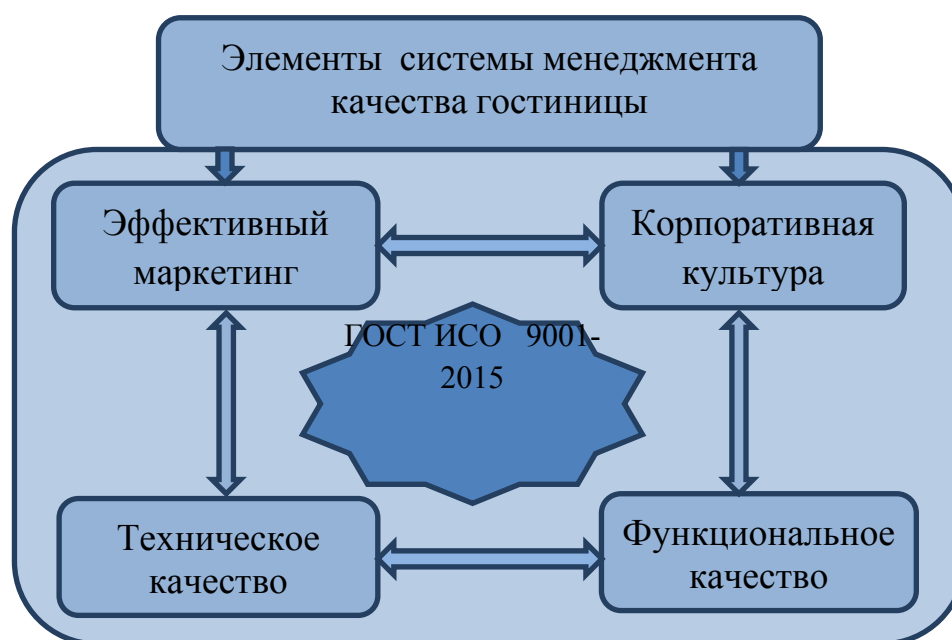 Элементы системы менеджмента
качества гостиницы
Эффективный
маркетинг
Корпоративная
культура
ГОСТ ИСО 9001-
2015
Техническое
качество
Функциональное
качество